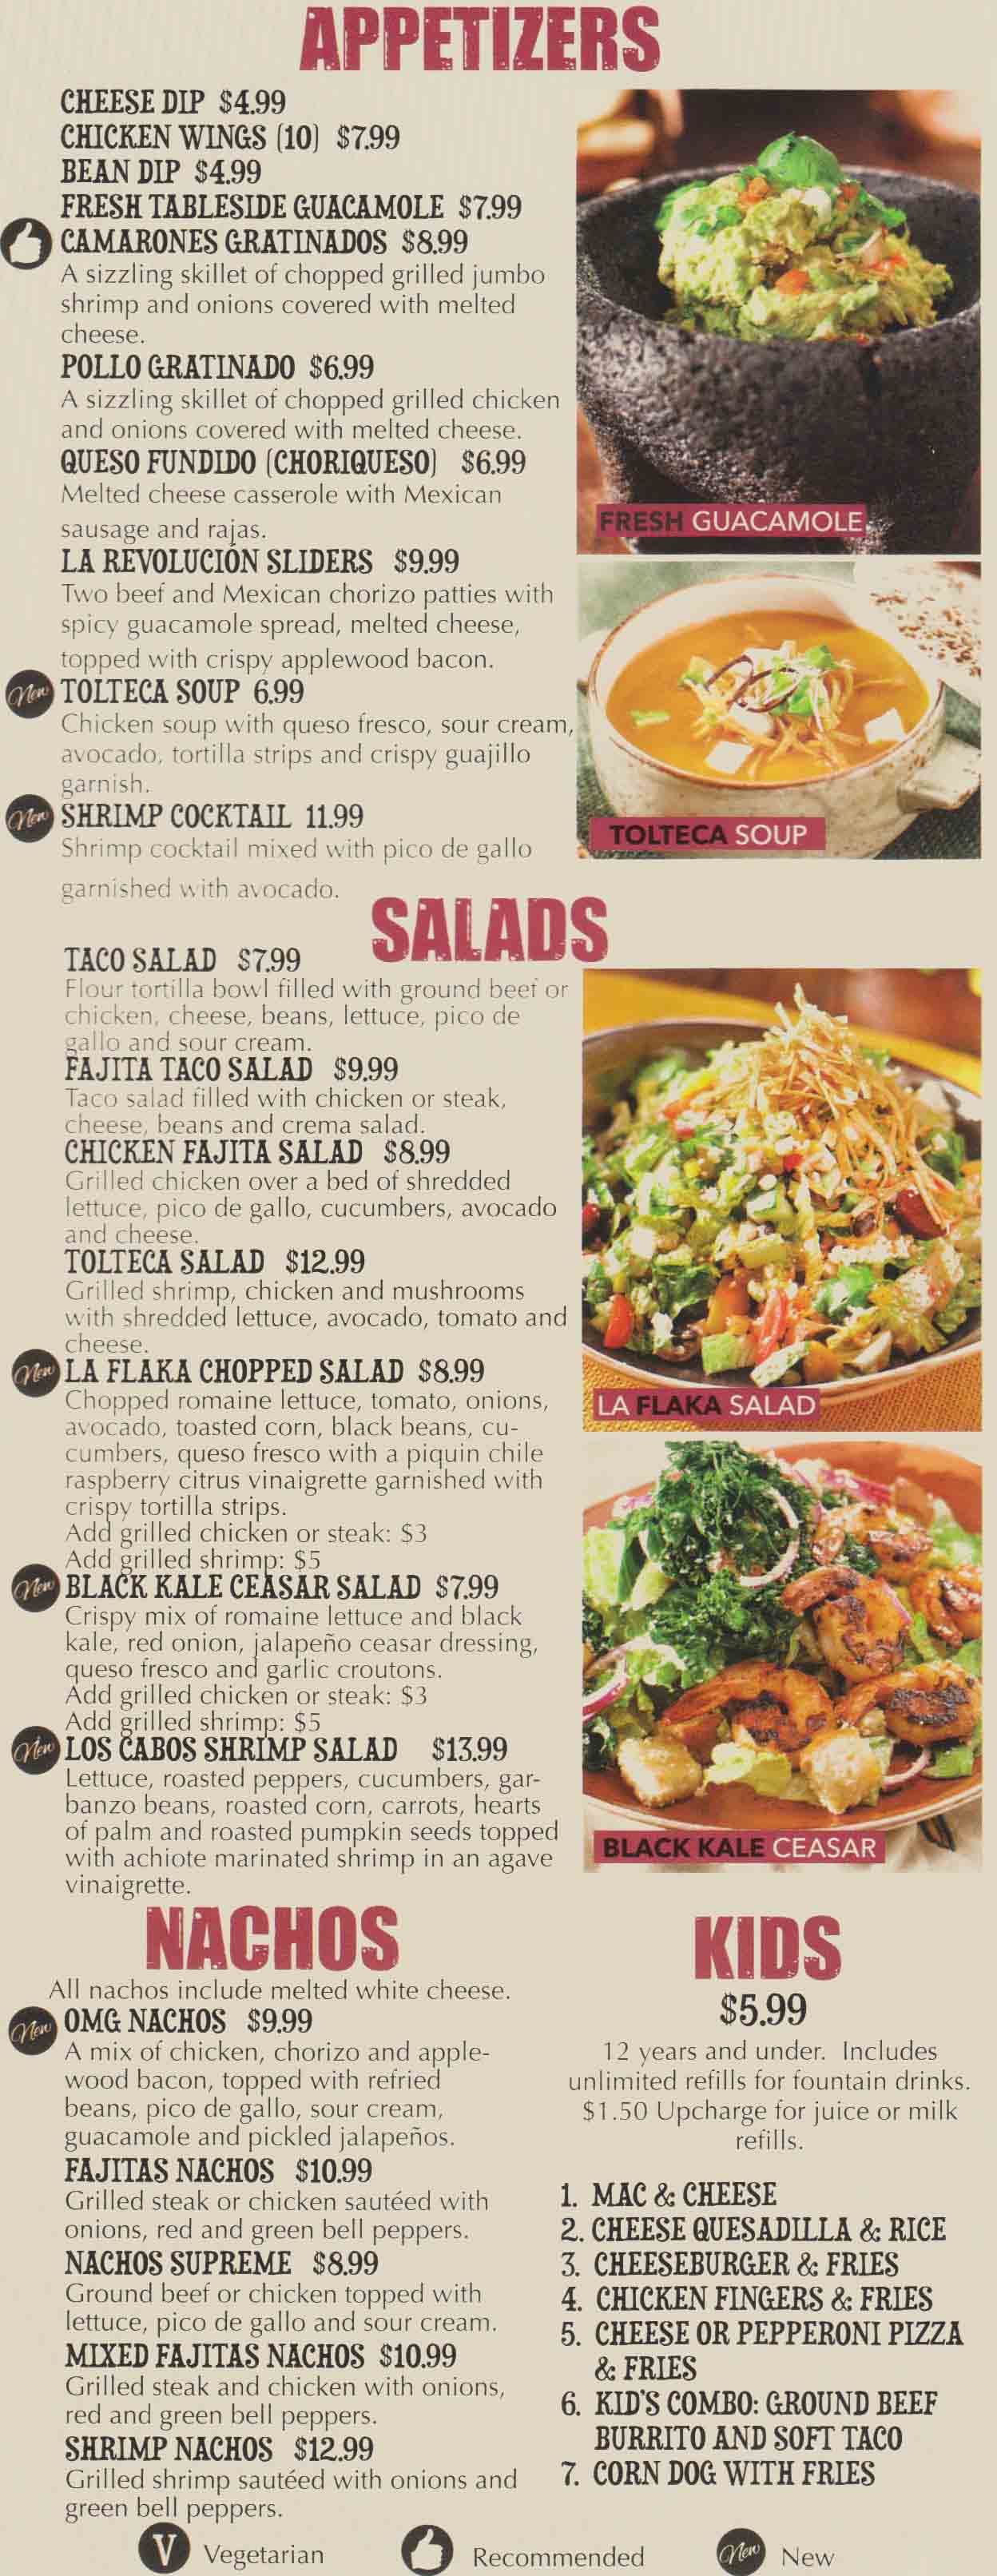 APPETIZERS
CHEESE DIP $4.99
CHICKEN WINGS (10) $7.99
BEAN DIP $4.99
FRESH TABLESIDE GUACAMOLE $7.99
CAMARONES GRATINADOS $8.99
A sizzling skillet of chopped grilled jumbo
shrimp and onions covered with melted
cheese.
POLLO GRATINADO $6.99
A sizzling skillet of chopped grilled chicken
and onions covered with melted cheese.
QUESO FUNDIDO (CHORIQUESO) $6.99
Melted cheese casserole with Mexican
sausage and rajas.
FRESH GUACAMOLE
LA REVOLUCIÓN SLIDERS $9.99
Two beef and Mexican chorizo patties with
spicy guacamole spread, melted cheese,
topped with crispy applewood bacon.
New TOLTECA SOUP 6.99
Chicken soup with queso fresco, sour cream,
avocado, tortilla strips and crispy guajillo
garnish.
New SHRIMP COCKTAIL 11.99
Shrimp cocktail mixed with pico de gallo
garnished with avocado.
TOLTECA SOUP
SALADS
TACO SALAD $7.99
Flour tortilla bowl filled with ground beef or
chicken, cheese, beans, lettuce, pico de
gallo and sour cream.
FAJITA TACO SALAD $9.99
Taco salad filled with chicken or steak,
cheese, beans and crema salad.
CHICKEN FAJITA SALAD $8.99
Grilled chicken over a bed of shredded
lettuce, pico de gallo, cucumbers, avocado
and cheese.
TOLTECA SALAD $12.99
Grilled shrimp, chicken and mushrooms
with shredded lettuce, avocado, tomato and
cheese.
New LA FLAKA CHOPPED SALAD $8.99
Chopped romaine lettuce, tomato, onions,
avocado, toasted corn, black beans, cu-
cumbers, queso fresco with a piquin chile
raspberry citrus vinaigrette garnished with
crispy tortilla strips.
Add grilled chicken or steak: $3
Add grilled shrimp: $5
LA FLAKA SALAD
New BLACK KALE CEASAR SALAD $7.99
Crispy mix of romaine lettuce and black
kale, red onion, jalapeño ceasar dressing,
queso fresco and garlic croutons.
Add grilled chicken or steak: $3
Add grilled shrimp: $5
New LOS CABOS SHRIMP SALAD $13.99
Lettuce, roasted peppers, cucumbers, gar-
banzo beans, roasted corn, carrots, hearts
of palm and roasted pumpkin seeds topped
with achiote marinated shrimp in an agave
vinaigrette.
BLACK KALE CEASAR
NACHOS
All nachos include melted white cheese.
New OMG NACHOS $9.99
A mix of chicken, chorizo and apple-
wood bacon, topped with refried
beans, pico de gallo, sour cream,
guacamole and pickled jalapeños.
FAJITAS NACHOS $10.99
Grilled steak or chicken sautéed with
onions, red and green bell peppers.
NACHOS SUPREME $8.99
Ground beef or chicken topped with
lettuce, pico de gallo and sour cream.
MIXED FAJITAS NACHOS $10.99
Grilled steak and chicken with onions,
red and green bell peppers.
SHRIMP NACHOS $12.99
Grilled shrimp sautéed with onions and
green bell peppers.
KIDS
$5.99
12 years and under. Includes
unlimited refills for fountain drinks.
$1.50 Upcharge for juice or milk
refills.
1. MAC & CHEESE
2. CHEESE QUESADILLA & RICE
3. CHEESEBURGER & FRIES
4. CHICKEN FINGERS & FRIES
5. CHEESE OR PEPPERONI PIZZA
& FRIES
6. KID'S COMBO: GROUND BEEF
BURRITO AND SOFT TACO
7. CORN DOG WITH FRIES
V Vegetarian
Recommended
New New